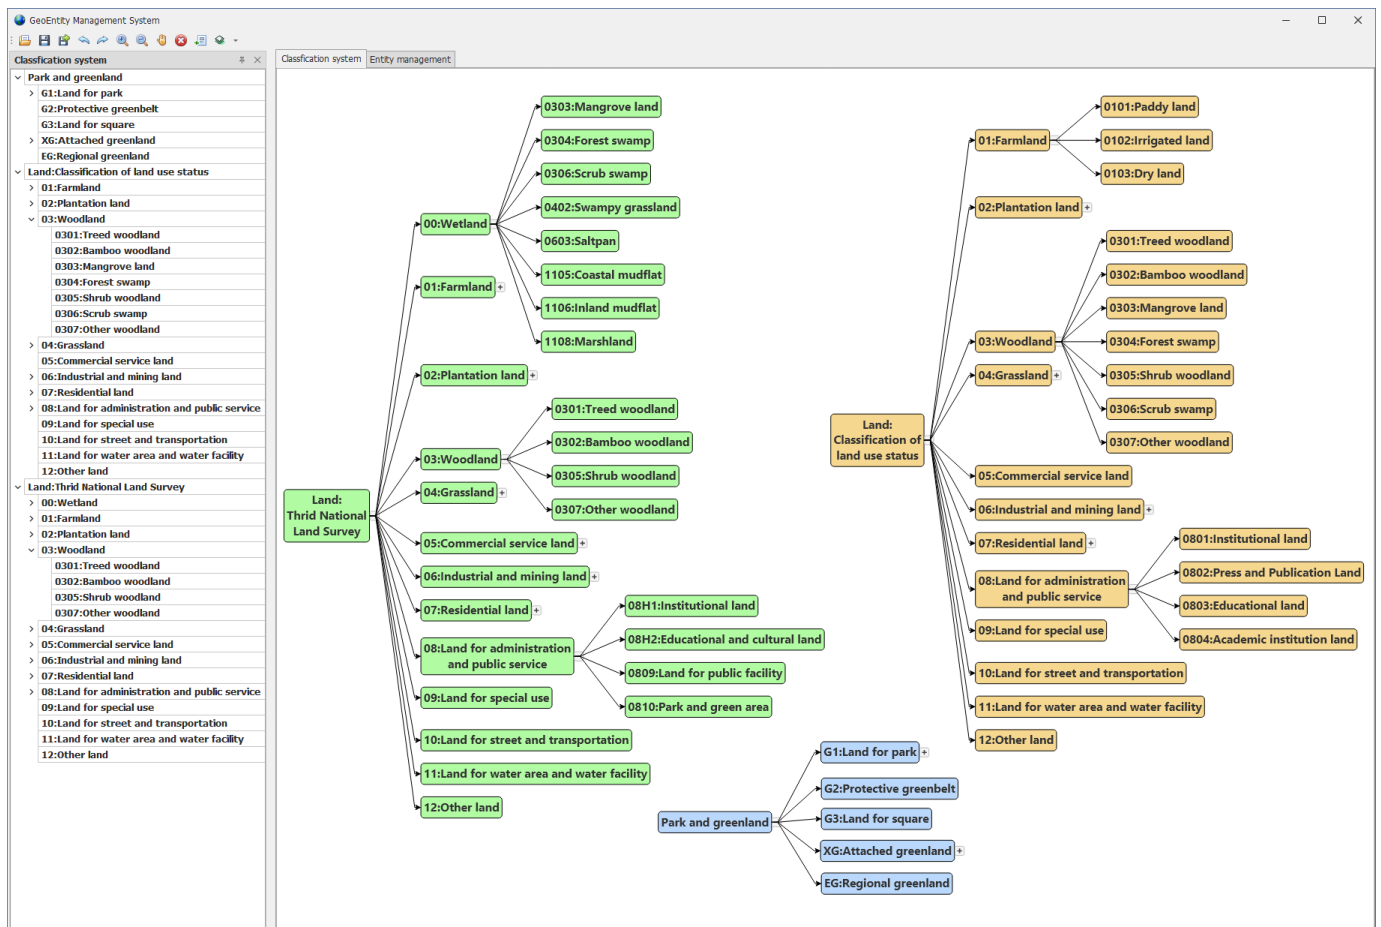 GeoEntity Management System
Classfication system
Park and greenland
G1:Land for park
G2:Protective greenbelt
G3:Land for square
XG:Attached greenland
EG:Regional greenland
Land:Classification of land use status
01:Farmland
02:Plantation land
03:Woodland
0301:Treed woodland
0302:Bamboo woodland
0303:Mangrove land
0304:Forest swamp
0305:Shrub woodland
0306:Scrub swamp
0307:Other woodland
04:Grassland
05:Commercial service land
06:Industrial and mining land
07:Residential land
08:Land for administration and public service
09:Land for special use
10:Land for street and transportation
11:Land for water area and water facility
12:Other land
Land:Thrid National Land Survey
00:Wetland
01:Farmland
02:Plantation land
03:Woodland
0301:Treed woodland
0302:Bamboo woodland
0305:Shrub woodland
0307:Other woodland
04:Grassland
05:Commercial service land
06:Industrial and mining land
07:Residential land
08:Land for administration and public service
09:Land for special use
10:Land for street and transportation
11:Land for water area and water facility
12:Other land
Classfication system
Entity management
Land:
Thrid National
Land Survey
00:Wetland
0303:Mangrove land
0304:Forest swamp
0306:Scrub swamp
0402:Swampy grassland
0603:Saltpan
1105:Coastal mudflat
1106:Inland mudflat
1108:Marshland
01:Farmland
02:Plantation land
03:Woodland
0301:Treed woodland
0302:Bamboo woodland
0305:Shrub woodland
0307:Other woodland
04:Grassland
05:Commercial service land
06:Industrial and mining land
07:Residential land
08:Land for administration
and public service
08H1:Institutional land
08H2:Educational and cultural land
0809:Land for public facility
0810:Park and green area
09:Land for special use
10:Land for street and transportation
11:Land for water area and water facility
12:Other land
Land:
Classification of
land use status
01:Farmland
0101:Paddy land
0102:Irrigated land
0103:Dry land
02:Plantation land
03:Woodland
0301:Treed woodland
0302:Bamboo woodland
0303:Mangrove land
0304:Forest swamp
0305:Shrub woodland
0306:Scrub swamp
0307:Other woodland
04:Grassland
05:Commercial service land
06:Industrial and mining land
07:Residential land
08:Land for administration
and public service
0801:Institutional land
0802:Press and Publication Land
0803:Educational land
0804:Academic institution land
09:Land for special use
10:Land for street and transportation
11:Land for water area and water facility
12:Other land
Park and greenland
G1:Land for park
G2:Protective greenbelt
G3:Land for square
XG:Attached greenland
EG:Regional greenland